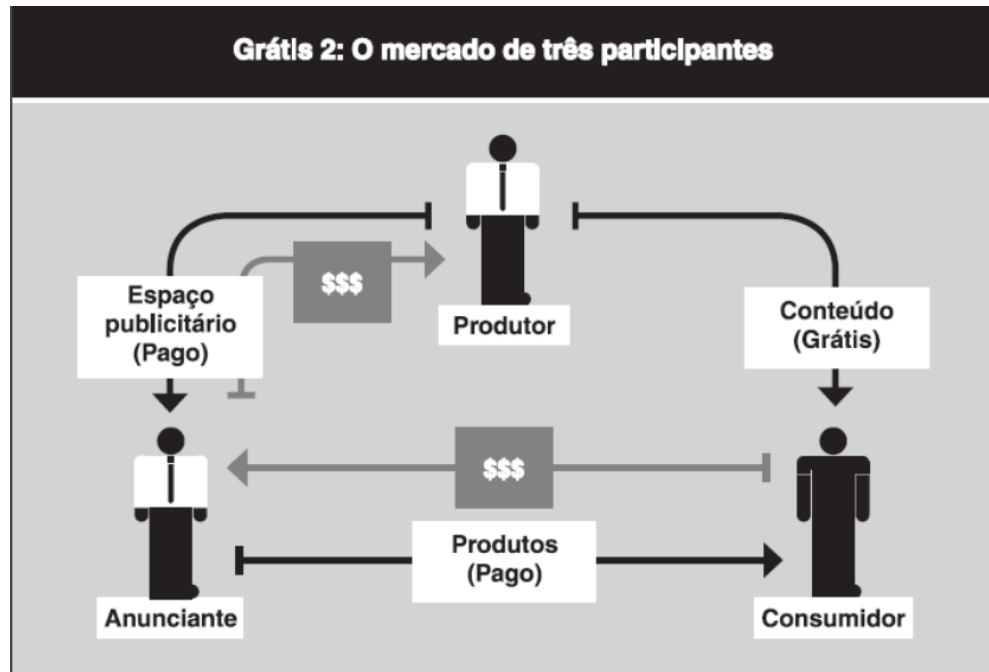 Grátis 2: O mercado de três participantes
$$$
Espaço
publicitário
(Pago)
Produtor
Conteúdo
(Grátis)
$$$
Produtos
(Pago)
Anunciante
Consumidor